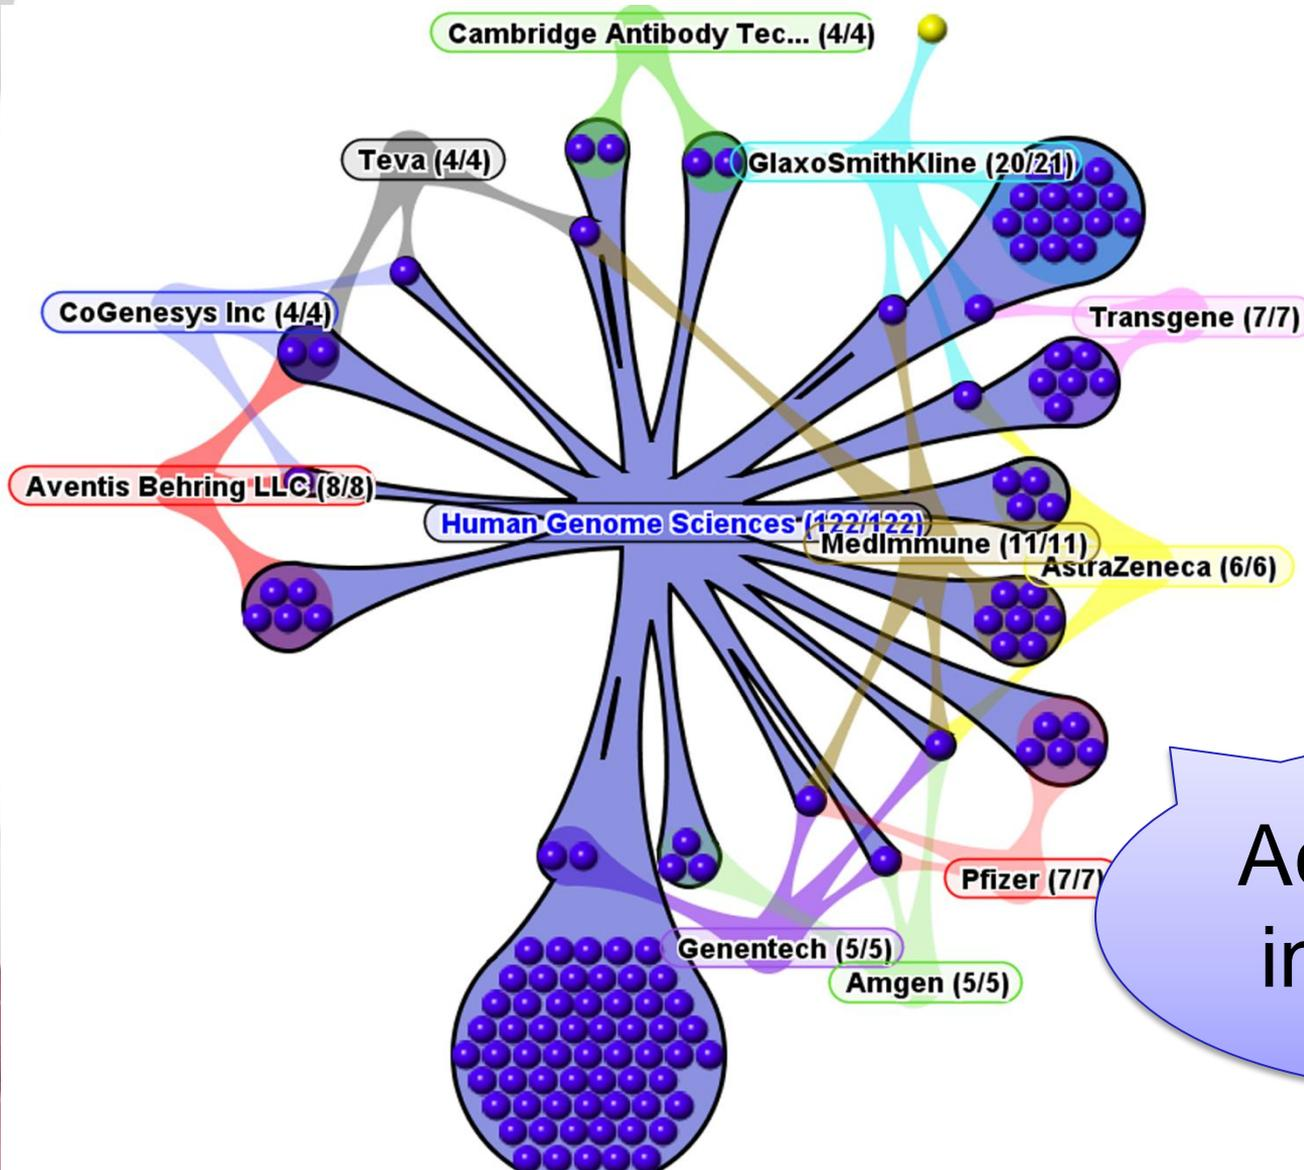 Cambridge Antibody Tec... (4/4)
Teva (4/4)
GlaxoSmithKline (20/21)
CoGenesys Inc (4/4)
Transgene (7/7)
Aventis Behring LLC (8/8)
Human Genome Sciences (122/122)
MedImmune (11/11)
AstraZeneca (6/6)
Pfizer (7/7)
Genentech (5/5)
Amgen (5/5)